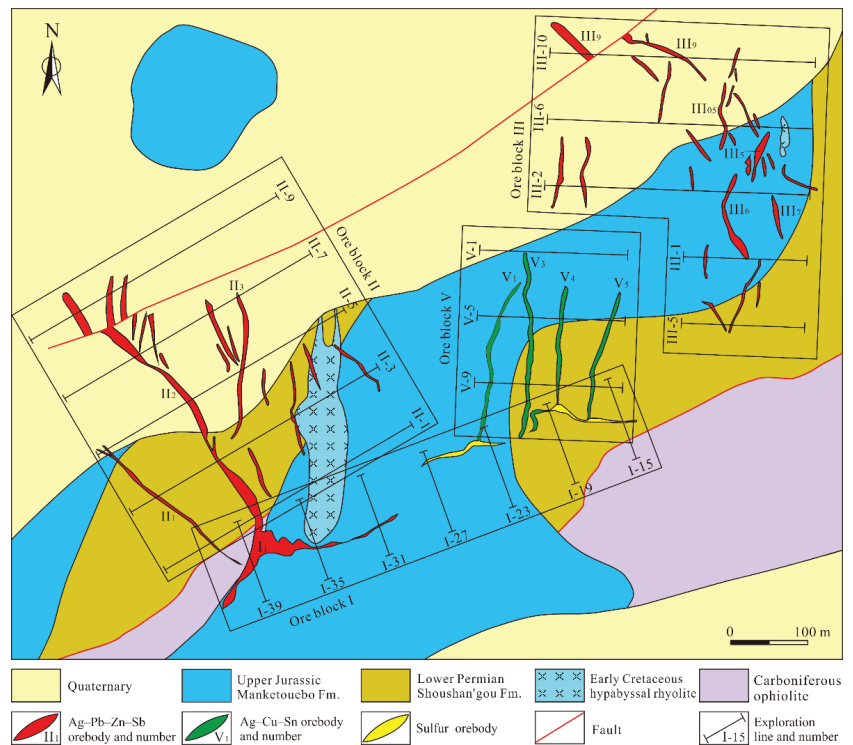 N
III-10
III9
III9
III-6
III05
Ore block III
III5
III-2
III6
III7
III-1
III-5
II-9
II-7
Ore block II
II3
II-5
II-3
II2
II-1
II1
V-1
V3
V1
V4
V5
V-5
Ore block V
V-9
I-15
I-19
I-23
I-27
I-31
I-35
I-39
I1
Ore block I
0 100 m
Quaternary
Upper Jurassic
Manketouebo Fm.
Lower Permian
Shoushan'gou Fm.
Early Cretaceous
hypabyssal rhyolite
Carboniferous
ophiolite
II1
Ag–Pb–Zn–Sb
orebody and number
V1
Ag–Cu–Sn orebody
and number
Sulfur orebody
Fault
I-15
Exploration
line and number